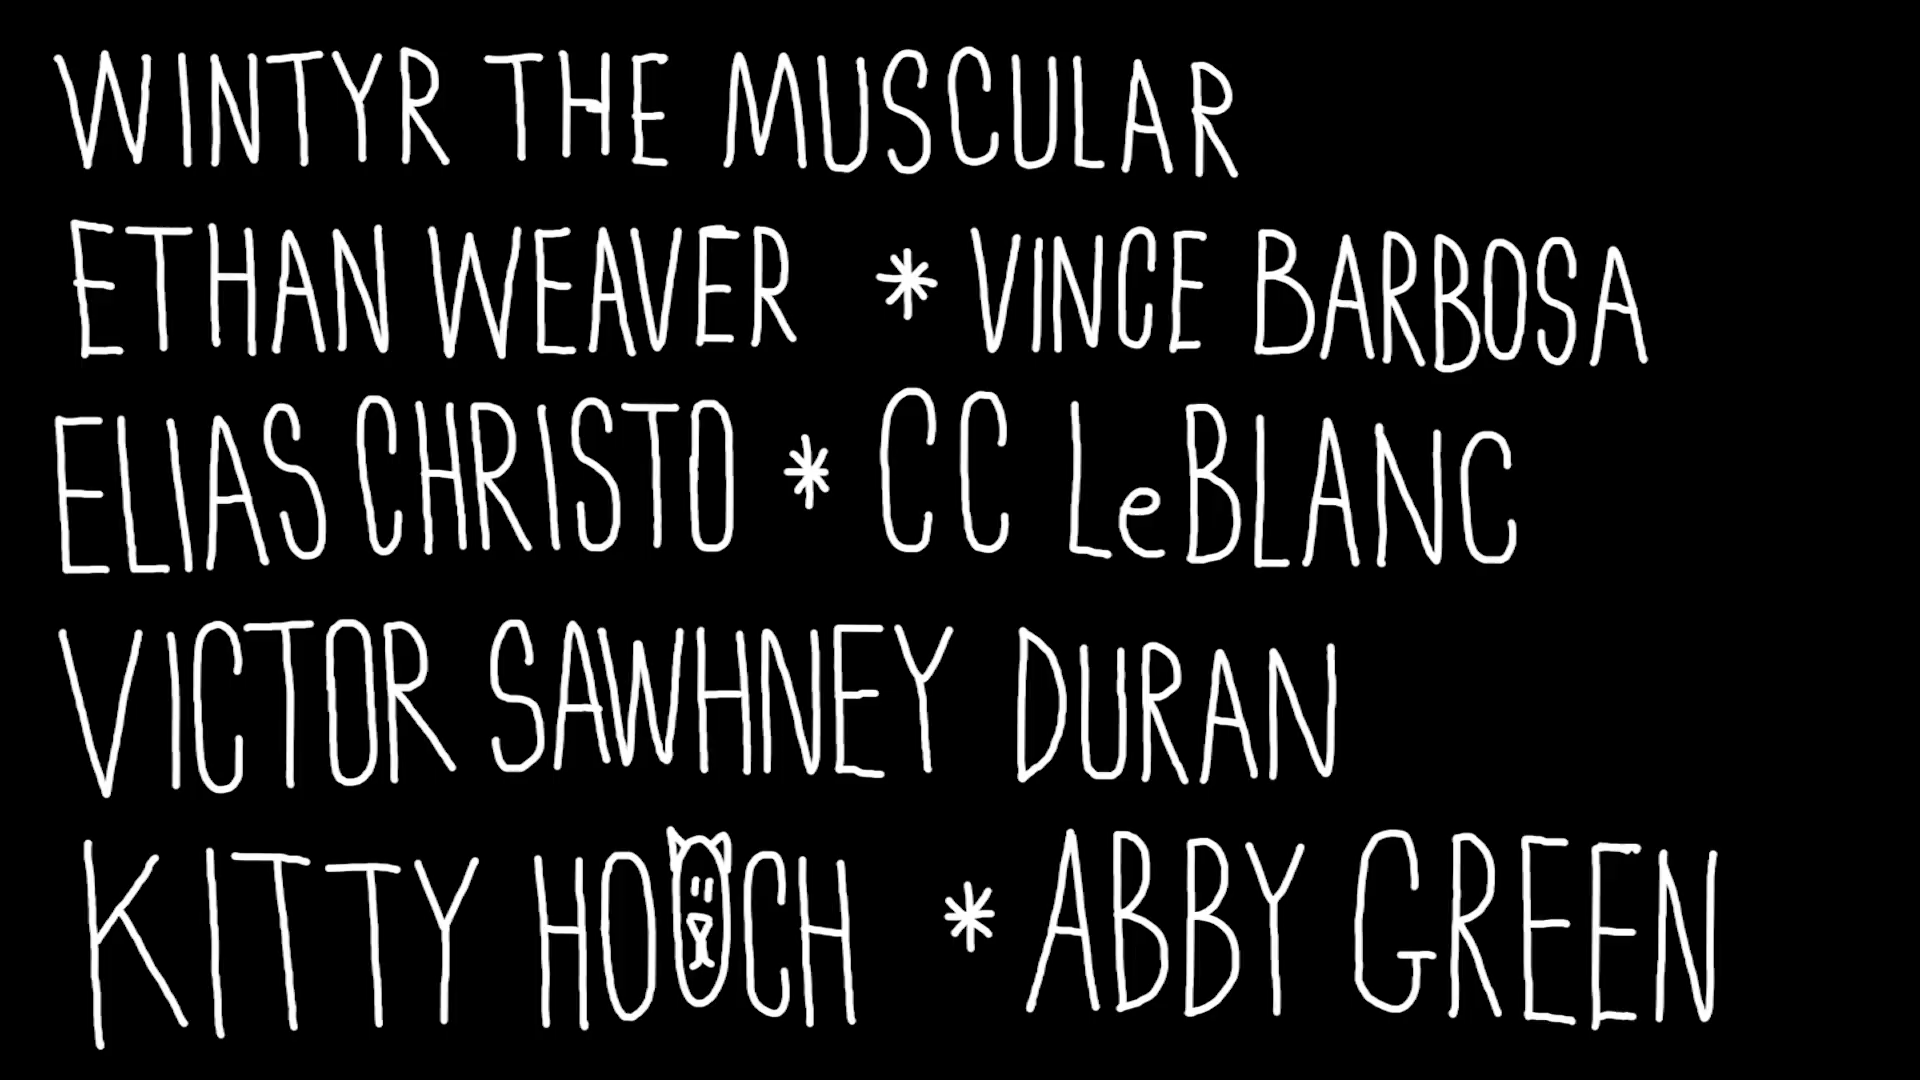 WINTYR THE MUSCULAR
ETHAN WEAVER * VINCE BARBOSA
ELIAS CHRISTO * CC LeBLANC
VICTOR SAWHNEY DURAN
KITTY HOOCH * ABBY GREEN